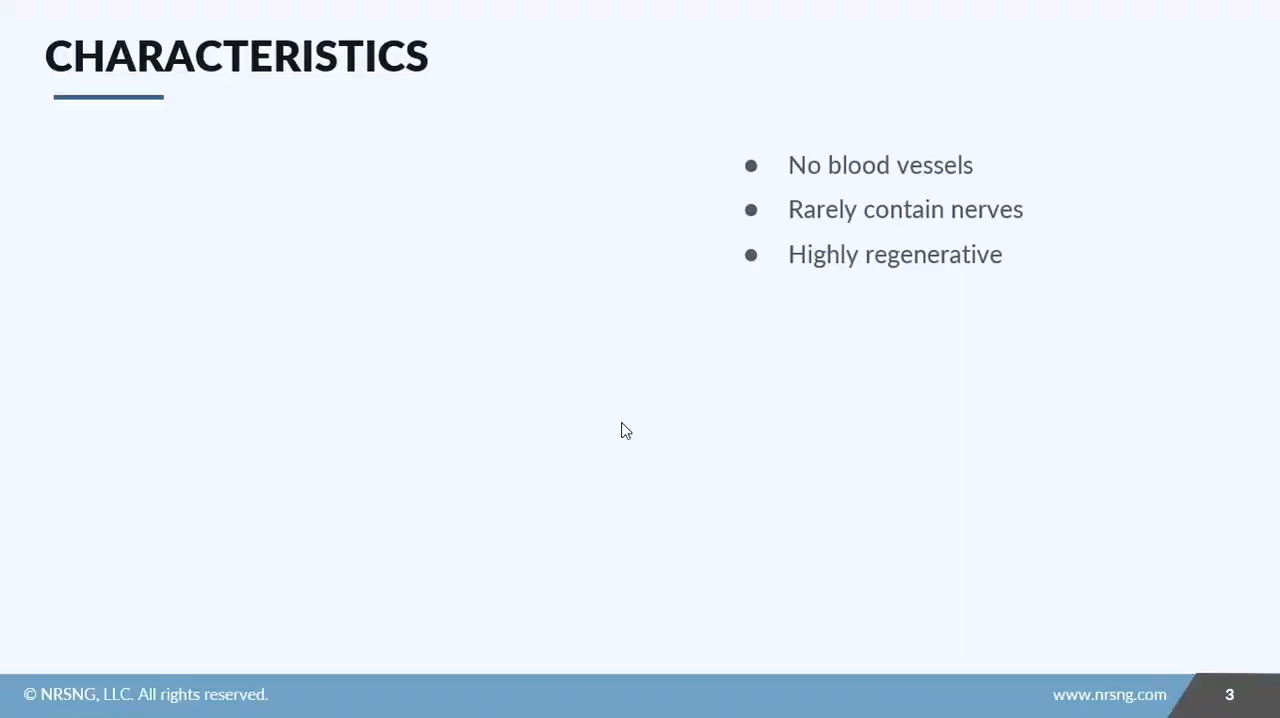 CHARACTERISTICS
● No blood vessels
● Rarely contain nerves
● Highly regenerative
© NRSNG, LLC. All rights reserved.
www.nrsng.com
3